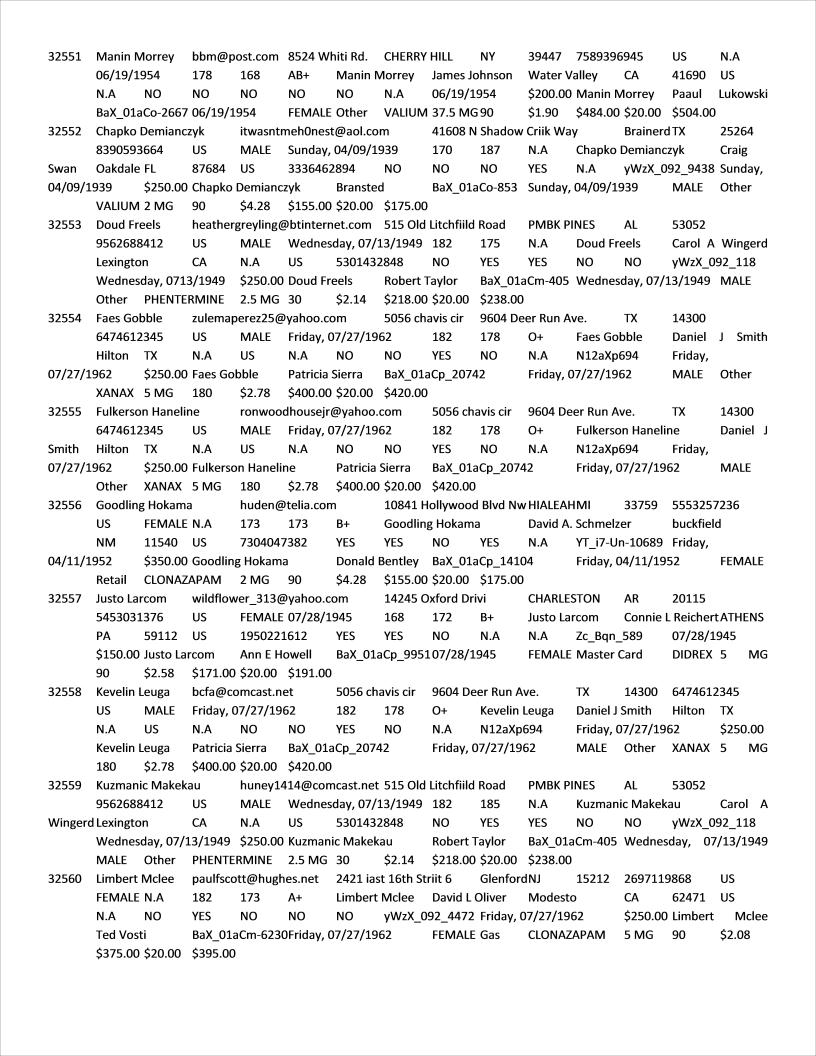 32551 Manin Morrey bbm@post.com 8524 Whiti Rd. CHERRY HILL NY 39447 7589396945 US N.A
06/19/1954 178 168 AB+ Manin Morrey James Johnson Water Valley CA 41690 US
N.A NO NO NO NO NO N.A 06/19/1954 $200.00 Manin Morrey Paaul Lukowski
BaX_01aCo-2667 06/19/1954 FEMALE Other VALIUM 37.5 MG 90 $1.90 $484.00 $20.00 $504.00
32552 Chapko Demianczyk itwasntmeh0nest@aol.com 41608 N Shadow Criik Way Brainerd TX 25264
8390593664 US MALE Sunday, 04/09/1939 170 187 N.A Chapko Demianczyk Craig
Swan Oakdale FL 87684 US 3336462894 NO NO NO YES N.A yWzX_092_9438 Sunday,
04/09/1939 $250.00 Chapko Demianczyk Bransted BaX_01aCo-853 Sunday, 04/09/1939 MALE Other
VALIUM 2 MG 90 $4.28 $155.00 $20.00 $175.00
32553 Doud Freels heathergreyling@btinternet.com 515 Old Litchfiild Road PMBK PINES AL 53052
9562688412 US MALE Wednesday, 07/13/1949 182 175 N.A Doud Freels Carol A Wingerd
Lexington CA N.A US 5301432848 NO YES YES NO NO yWzX_092_118
Wednesday, 0713/1949 $250.00 Doud Freels Robert Taylor BaX_01aCm-405 Wednesday, 07/13/1949 MALE
Other PHENTERMINE 2.5 MG 30 $2.14 $218.00 $20.00 $238.00
32554 Faes Gobble zulemaperez25@yahoo.com 5056 chavis cir 9604 Deer Run Ave. TX 14300
6474612345 US MALE Friday, 07/27/1962 182 178 O+ Faes Gobble Daniel J Smith
Hilton TX N.A US N.A NO NO YES NO N.A N12aXp694 Friday,
07/27/1962 $250.00 Faes Gobble Patricia Sierra BaX_01aCp_20742 Friday, 07/27/1962 MALE Other
XANAX 5 MG 180 $2.78 $400.00 $20.00 $420.00
32555 Fulkerson Haneline ronwoodhousejr@yahoo.com 5056 chavis cir 9604 Deer Run Ave. TX 14300
6474612345 US MALE Friday, 07/27/1962 182 178 O+ Fulkerson Haneline Daniel J
Smith Hilton TX N.A US N.A NO NO YES NO N.A N12aXp694 Friday,
07/27/1962 $250.00 Fulkerson Haneline Patricia Sierra BaX_01aCp_20742 Friday, 07/27/1962 MALE
Other XANAX 5 MG 180 $2.78 $400.00 $20.00 $420.00
32556 Goodling Hokama huden@telia.com 10841 Hollywood Blvd Nw HIALEAHMI 33759 5553257236
US FEMALE N.A 173 173 B+ Goodling Hokama David A. Schmelzer buckfield
NM 11540 US 7304047382 YES YES NO YES N.A YT_i7-Un-10689 Friday,
04/11/1952 $350.00 Goodling Hokama Donald Bentley BaX_01aCp_14104 Friday, 04/11/1952 FEMALE
Retail CLONAZAPAM 2 MG 90 $4.28 $155.00 $20.00 $175.00
32557 Justo Larcom wildflower_313@yahoo.com 14245 Oxford Drivi CHARLESTON AR 20115
5453031376 US FEMALE 07/28/1945 168 172 B+ Justo Larcom Connie L Reichert ATHENS
PA 59112 US 1950221612 YES YES NO N.A N.A Zc_Bqn_589 07/28/1945
$150.00 Justo Larcom Ann E Howell BaX_01aCp_9951 07/28/1945 FEMALE Master Card DIDREX 5 MG
90 $2.58 $171.00 $20.00 $191.00
32558 Kevelin Leuga bcfa@comcast.net 5056 chavis cir 9604 Deer Run Ave. TX 14300 6474612345
US MALE Friday, 07/27/1962 182 178 O+ Kevelin Leuga Daniel J Smith Hilton TX
N.A US N.A NO NO YES NO N.A N12aXp694 Friday, 07/27/1962 $250.00
Kevelin Leuga Patricia Sierra BaX_01aCp_20742 Friday, 07/27/1962 MALE Other XANAX 5 MG
180 $2.78 $400.00 $20.00 $420.00
32559 Kuzmanic Makekau huney1414@comcast.net 515 Old Litchfiild Road PMBK PINES AL 53052
9562688412 US MALE Wednesday, 07/13/1949 182 185 N.A Kuzmanic Makekau Carol A
Wingerd Lexington CA N.A US 5301432848 NO YES YES NO NO yWzX_092_118
Wednesday, 07/13/1949 $250.00 Kuzmanic Makekau Robert Taylor BaX_01aCm-405 Wednesday, 07/13/1949
MALE Other PHENTERMINE 2.5 MG 30 $2.14 $218.00 $20.00 $238.00
32560 Limbert Mclee paulfscott@hughes.net 2421 iast 16th Striit 6 Glenford NJ 15212 2697119868 US
FEMALE N.A 182 173 A+ Limbert Mclee David L Oliver Modesto CA 62471 US
N.A NO YES NO NO NO yWzX_092_4472 Friday, 07/27/1962 $250.00 Limbert Mclee
Ted Vosti BaX_01aCm-6230 Friday, 07/27/1962 FEMALE Gas CLONAZAPAM 5 MG 90 $2.08
$375.00 $20.00 $395.00